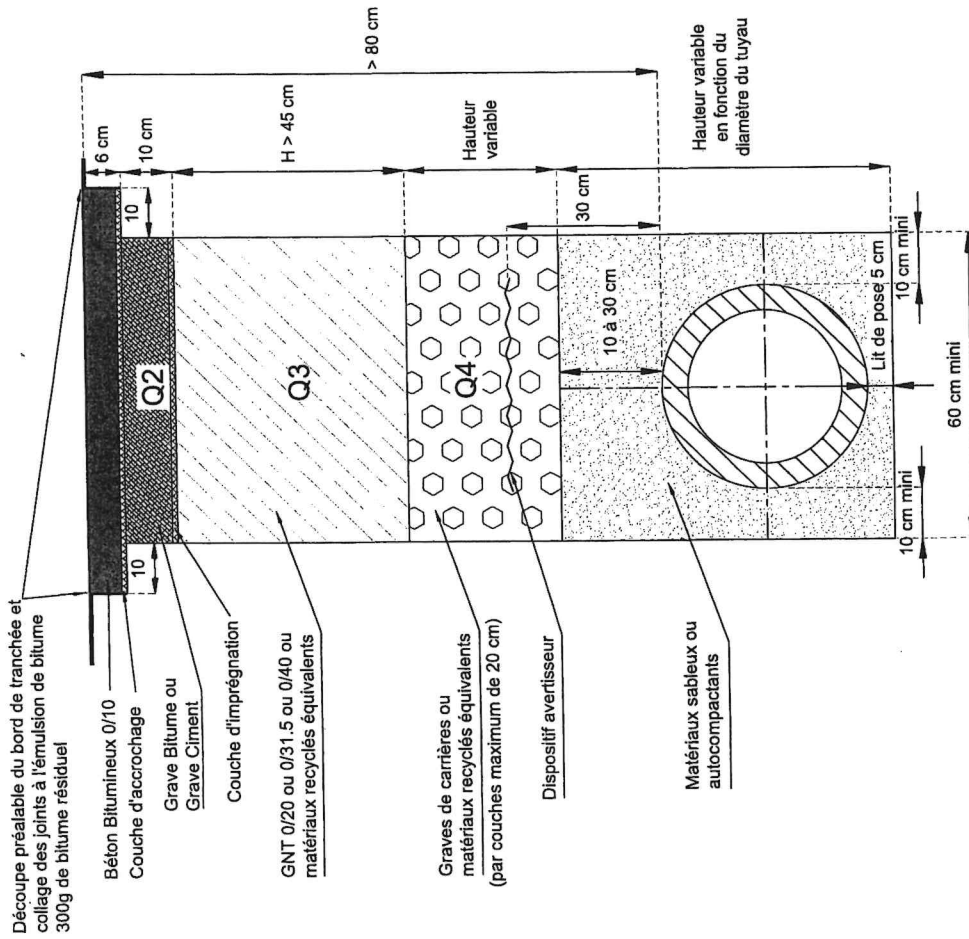 Découpe préalable du bord de tranchée et
collage des joints à l'émulsion de bitume
300g de bitume résiduel
Béton Bitumineux 0/10
Couche d'accrochage
Grave Bitume ou
Grave Ciment
Couche d'imprégnation
GNT 0/20 ou 0/31.5 ou 0/40 ou
matériaux recyclés équivalents
Graves de carrières ou
matériaux recyclés équivalents
(par couches maximum de 20 cm)
Dispositif avertisseur
Matériaux sableux ou
autocompactants
10
10
Q2
Q3
Q4
6 cm
10 cm
H > 45 cm
Hauteur
variable
> 80 cm
30 cm
10 à 30 cm
Hauteur variable
en fonction du
diamètre du tuyau
Lit de pose 5 cm
10 cm mini
10 cm mini
60 cm mini